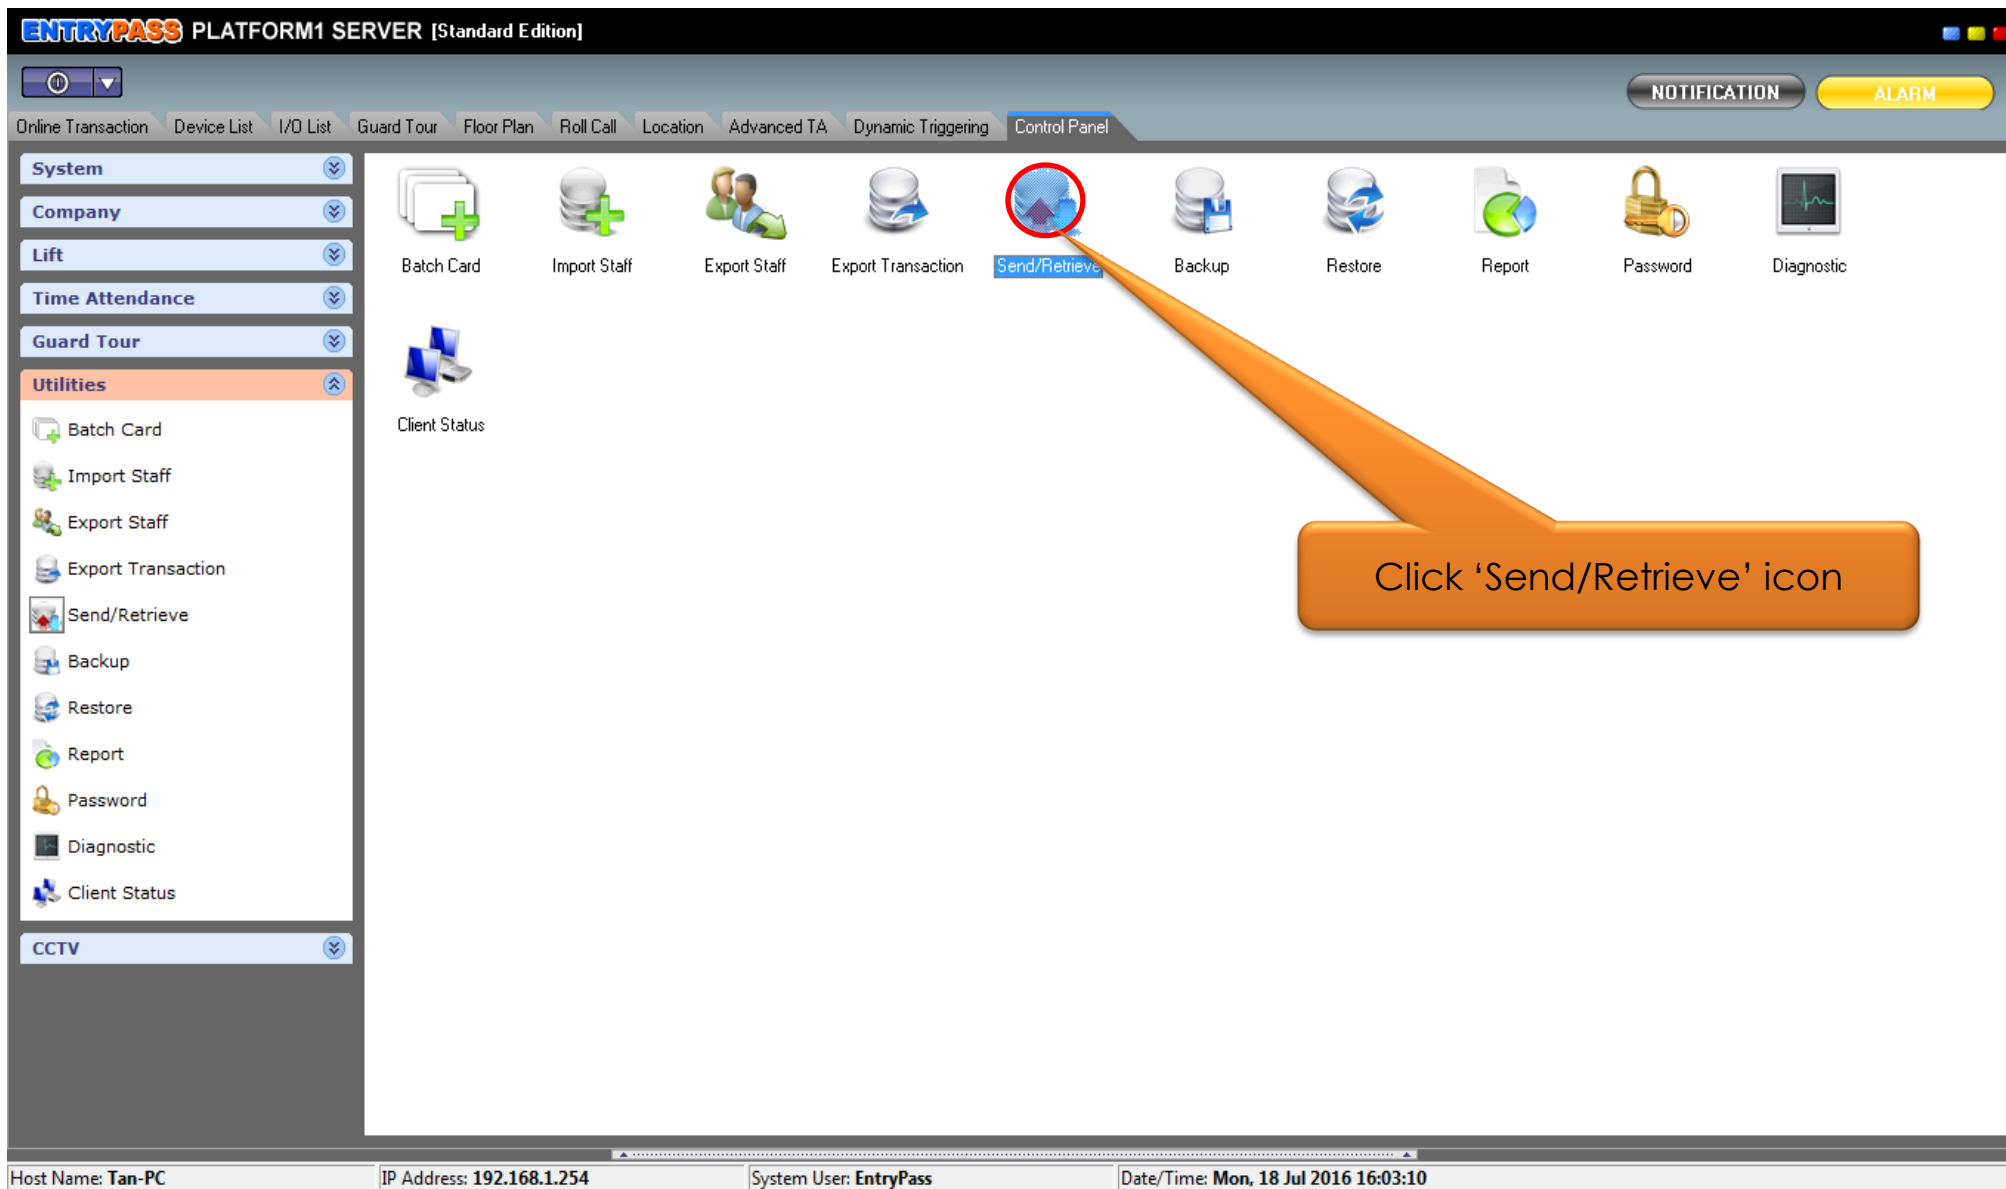 ENTRYPASS PLATFORM1 SERVER [Standard Edition]
NOTIFICATION ALARM
Online Transaction Device List I/O List Guard Tour Floor Plan Roll Call Location Advanced TA Dynamic Triggering Control Panel
System
Company
Lift
Time Attendance
Guard Tour
Utilities
Batch Card
Import Staff
Export Staff
Export Transaction
Send/Retrieve
Backup
Restore
Report
Password
Diagnostic
Client Status
CCTV
Batch Card Import Staff Export Staff Export Transaction Send/Retrieve Backup Restore Report Password Diagnostic
Client Status
Click ‘Send/Retrieve’ icon
Host Name: Tan-PC IP Address: 192.168.1.254 System User: EntryPass Date/Time: Mon, 18 Jul 2016 16:03:10